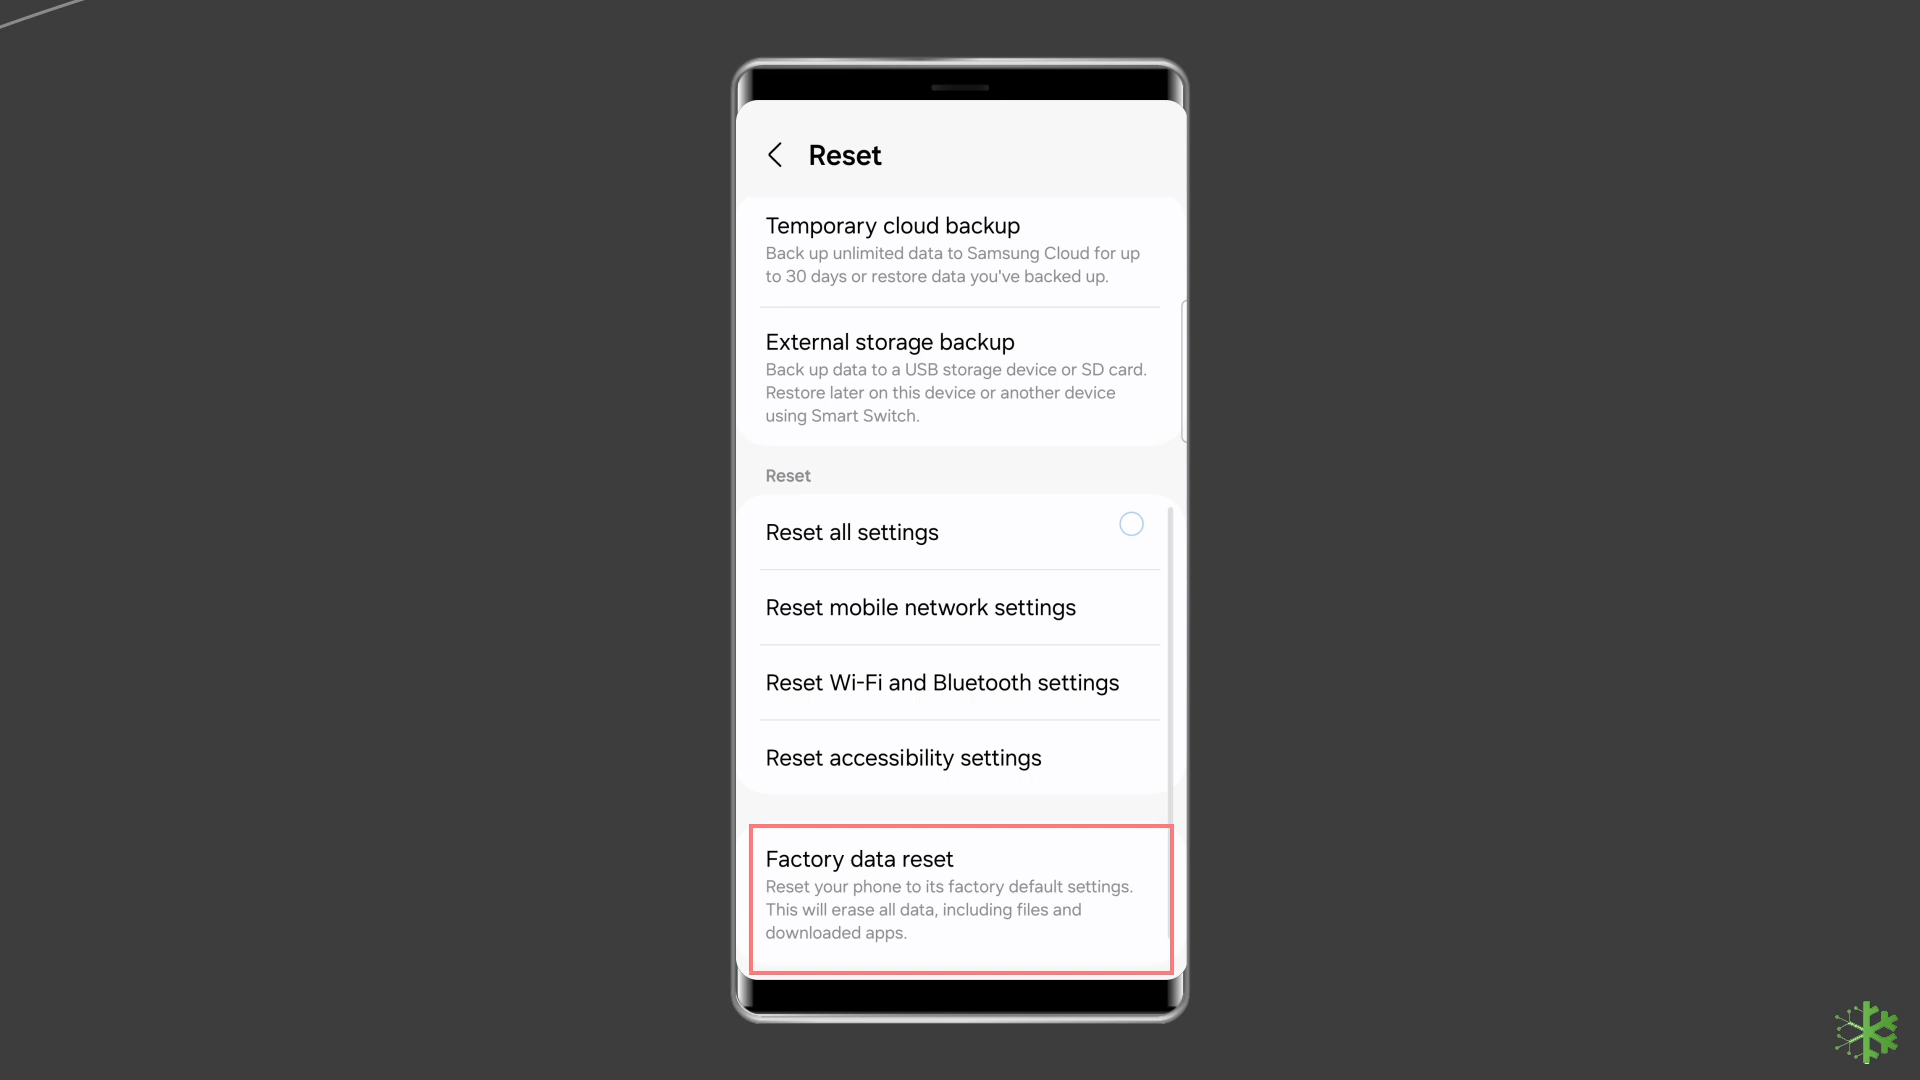 Reset
Temporary cloud backup
Back up unlimited data to Samsung Cloud for up
to 30 days or restore data you've backed up.
External storage backup
Back up data to a USB storage device or SD card.
Restore later on this device or another device
using Smart Switch.
Reset
Reset all settings
Reset mobile network settings
Reset Wi-Fi and Bluetooth settings
Reset accessibility settings
Factory data reset
Reset your phone to its factory default settings.
This will erase all data, including files and
downloaded apps.